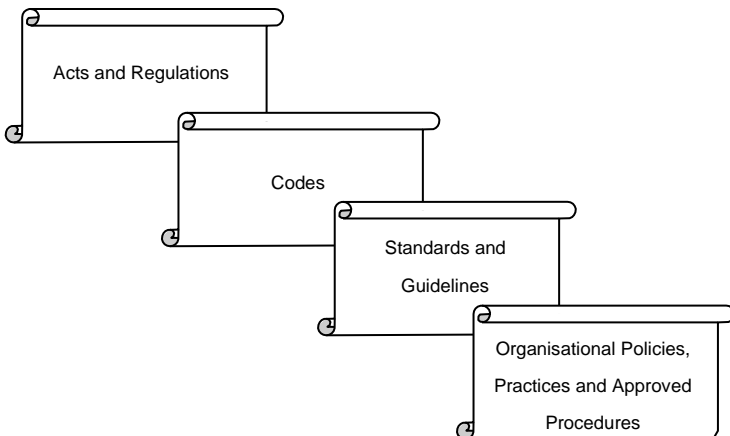 Acts and Regulations
Codes
Standards and
Guidelines
Organisational Policies,
Practices and Approved
Procedures